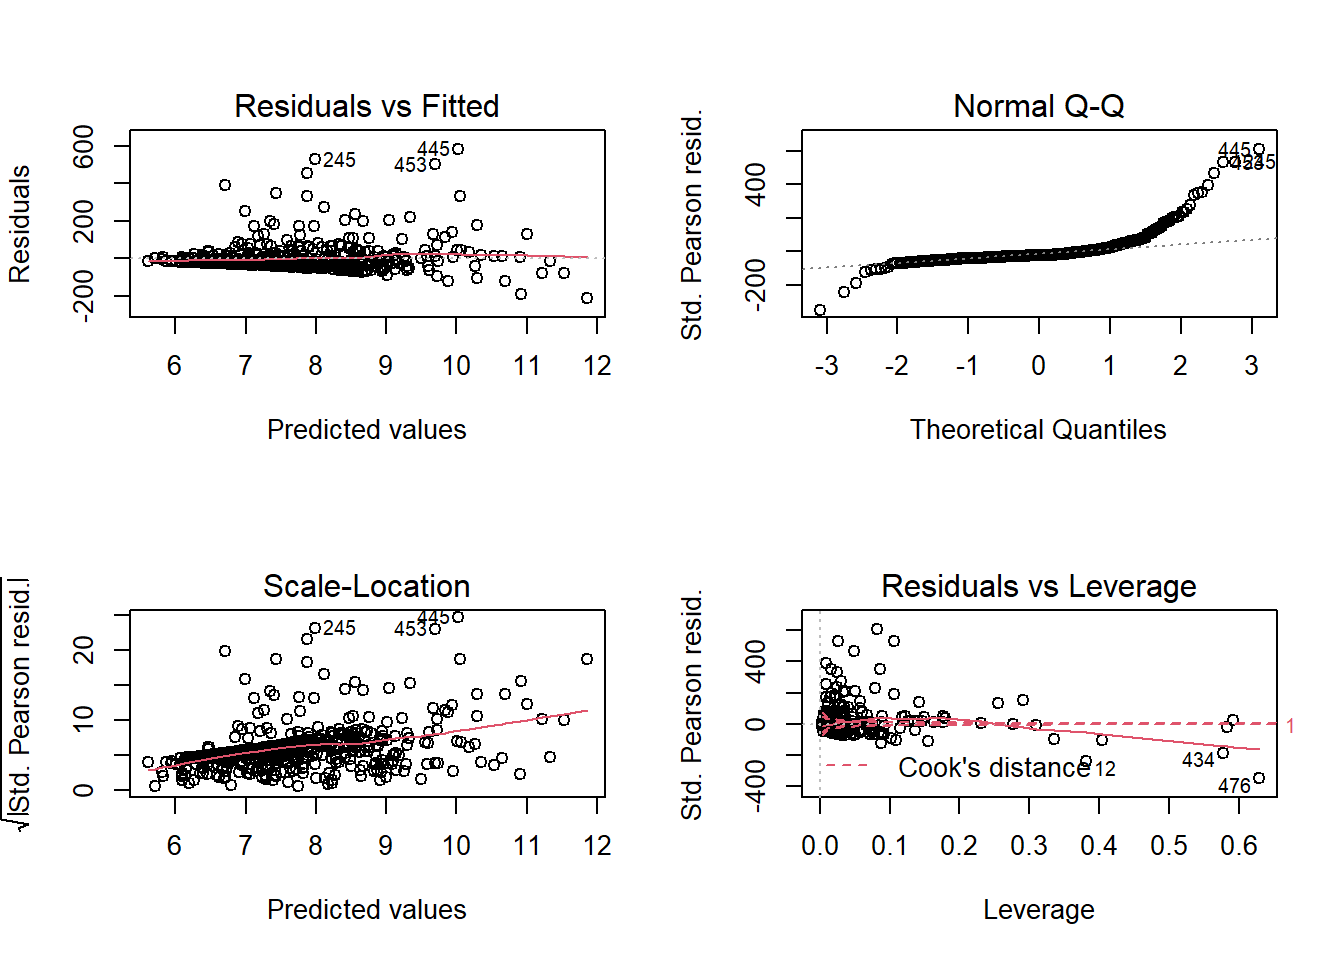 Residuals vs Fitted
Residuals
600
200
-200
445
245
453
6 7 8 9 10 11 12
Predicted values
Normal Q-Q
Std. Pearson resid.
400
-200
445
245
453
-3 -2 -1 0 1 2 3
Theoretical Quantiles
Scale-Location
√|Std. Pearson resid.|
20
10
0
445
245
453
6 7 8 9 10 11 12
Predicted values
Residuals vs Leverage
Std. Pearson resid.
400
0
-400
1
Cook's distance
12
434
476
0.0 0.1 0.2 0.3 0.4 0.5 0.6
Leverage